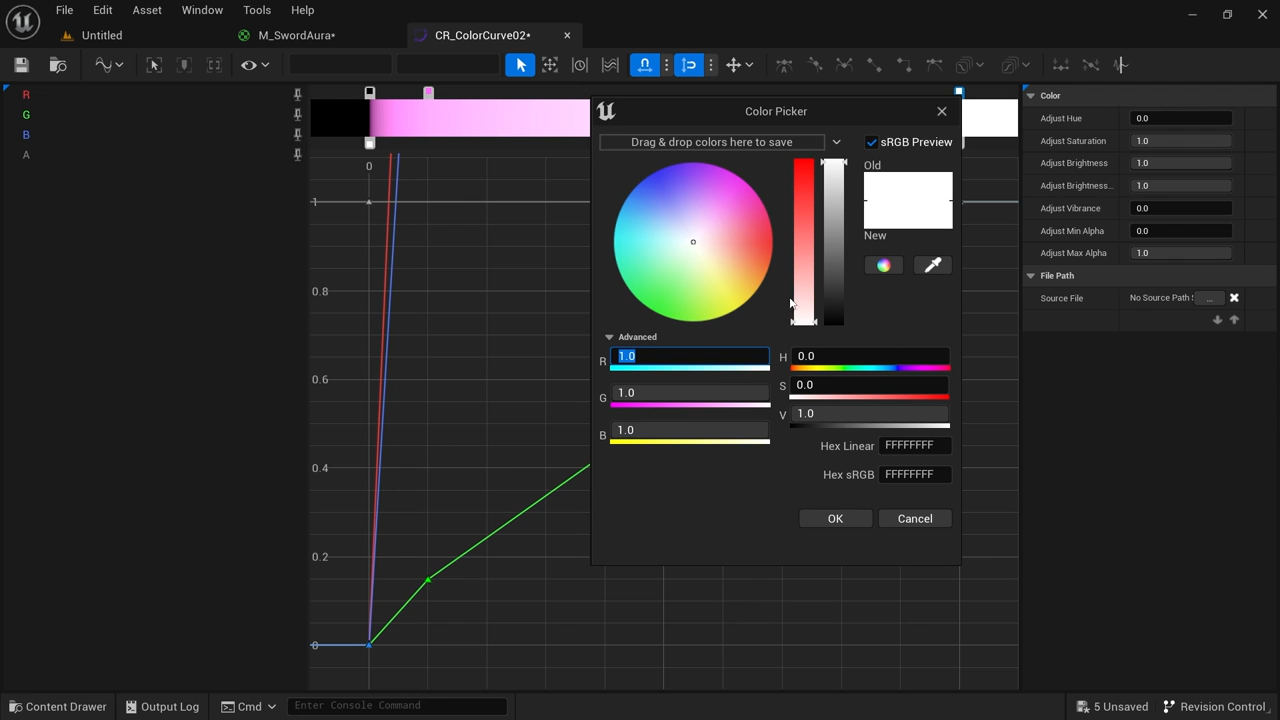 File Edit Asset Window Tools Help
Untitled
M_SwordAura*
CR_ColorCurve02*
R
G
B
A
0
1
0.8
0.6
0.4
0.2
0
Color Picker
Drag & drop colors here to save
sRGB Preview
Old
New
Advanced
R 1.0
G 1.0
B 1.0
H 0.0
S 0.0
V 1.0
Hex Linear FFFFFFFF
Hex sRGB FFFFFFFF
OK Cancel
Color
Adjust Hue 0.0
Adjust Saturation 1.0
Adjust Brightness 1.0
Adjust Brightness... 1.0
Adjust Vibrance 0.0
Adjust Min Alpha 0.0
Adjust Max Alpha 1.0
File Path
Source File No Source Path ...
Content Drawer Output Log Cmd Enter Console Command 5 Unsaved Revision Control